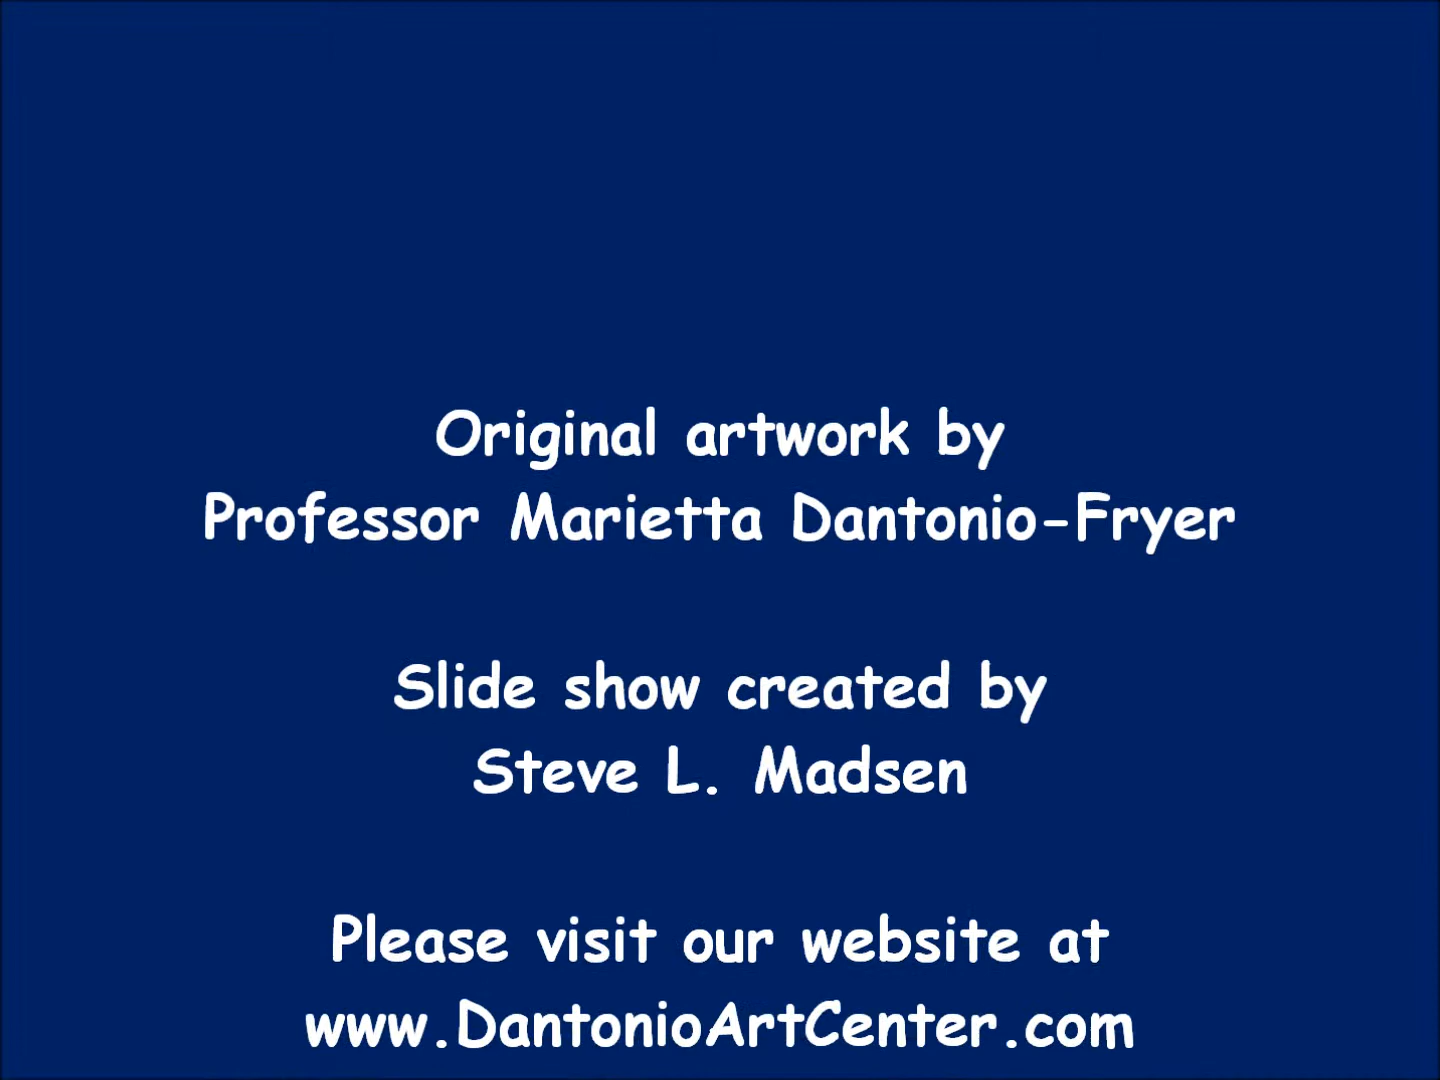 Original artwork by
Professor Marietta Dantonio-Fryer
Slide show created by
Steve L. Madsen
Please visit our website at
www.DantonioArtCenter.com